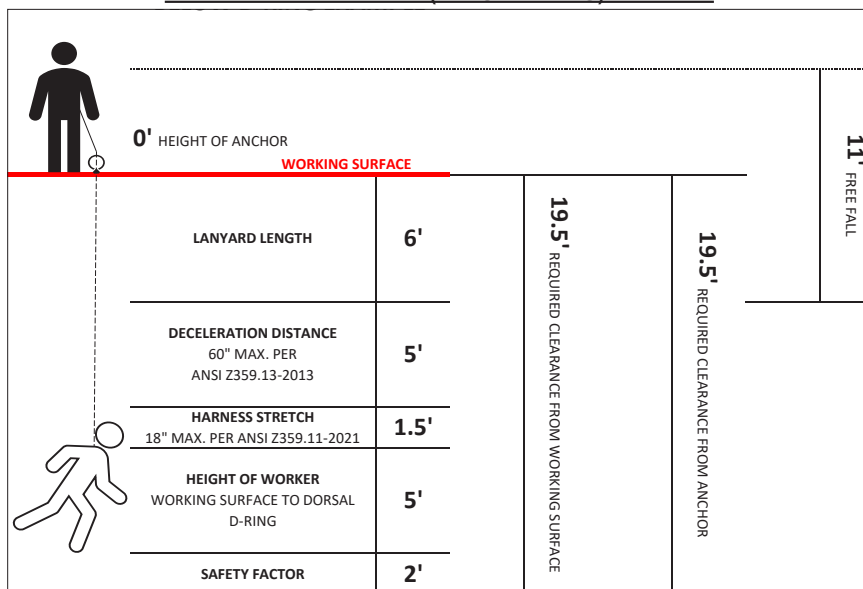 0' HEIGHT OF ANCHOR
WORKING SURFACE
LANYARD LENGTH
6'
DECELERATION DISTANCE
60" MAX. PER
ANSI Z359.13-2013
5'
HARNESS STRETCH
18" MAX. PER ANSI Z359.11-2021
1.5'
HEIGHT OF WORKER
WORKING SURFACE TO DORSAL
D-RING
5'
SAFETY FACTOR
2'
19.5' REQUIRED CLEARANCE FROM WORKING SURFACE
19.5' REQUIRED CLEARANCE FROM ANCHOR
11' FREE FALL